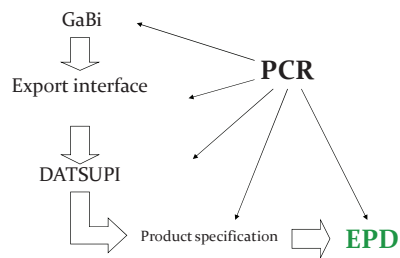 GaBi
PCR
Export interface
DATSUPI
Product specification
EPD